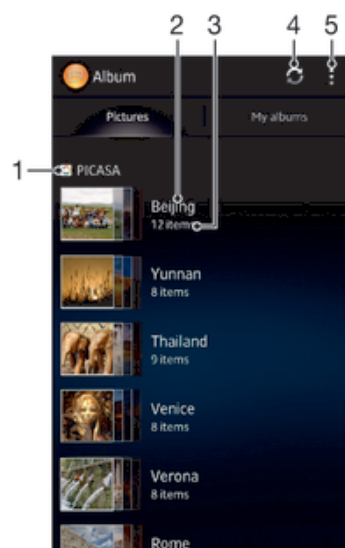 2 3 4 5
Album
Pictures My albums
1 PICASA
Beijing
12 items
Yunnan
8 items
Thailand
9 items
Venice
8 items
Verona
8 items
Rome